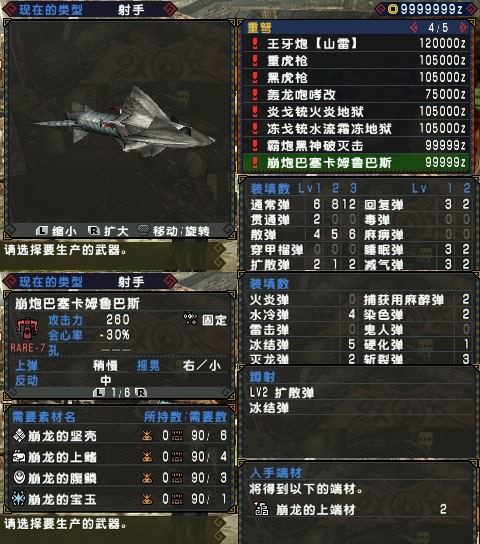 现在的类型 射手
9999999z
重弩 4/5
王牙炮【山雷】 120000z
重虎枪 105000z
黑虎枪 105000z
轰龙咆哮改 75000z
炎戈铳火炎地狱 105000z
冻戈铳水流霜冻地狱 105000z
霸炮黑神破灭击 99999z
崩炮巴塞卡姆鲁巴斯 99999z
L 缩小 R 扩大 移动/旋转
请选择要生产的武器。
装填数 Lv1 2 3 Lv 1 2
通常弹 6 8 12 回复弹 3 2
贯通弹 2 0 0 毒弹 0 0
散弹 4 5 6 麻痹弹 0 0
穿甲榴弹 0 0 0 睡眠弹 3 2
扩散弹 2 1 2 减气弹 3 2
现在的类型 射手
崩炮巴塞卡姆鲁巴斯
攻击力 260 固定
会心率 -30%
RARE-7 孔 ---
上弹 稍慢 摇晃 右/小
反动 中
L 1/6 R
装填数
火炎弹 0 捕获用麻醉弹 2
水冷弹 4 染色弹 2
雷击弹 0 鬼人弹 0
冰结弹 5 硬化弹 1
灭龙弹 2 斩裂弹 3
蹲射
LV2 扩散弹
冰结弹
需要素材名 所持数/需要数
崩龙的坚壳 0 90/ 6
崩龙的上鳍 0 90/ 4
崩龙的腹鳞 0 90/ 3
崩龙的宝玉 0 90/ 1
请选择要生产的武器。
入手端材
将得到以下的端材。
崩龙的上端材 2